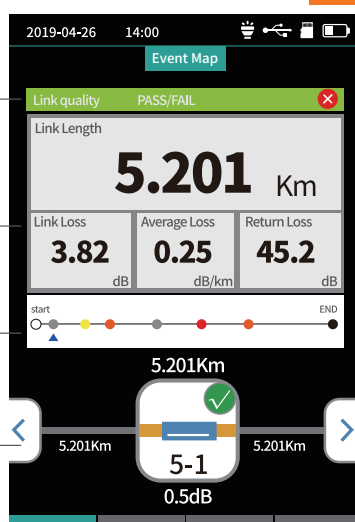 2019-04-26 14:00
Event Map
Link quality PASS/FAIL
Link Length
5.201 Km
Link Loss Average Loss Return Loss
3.82 0.25 45.2
dB dB/km dB
start END
5.201Km
5.201Km 5.201Km
5-1
0.5dB